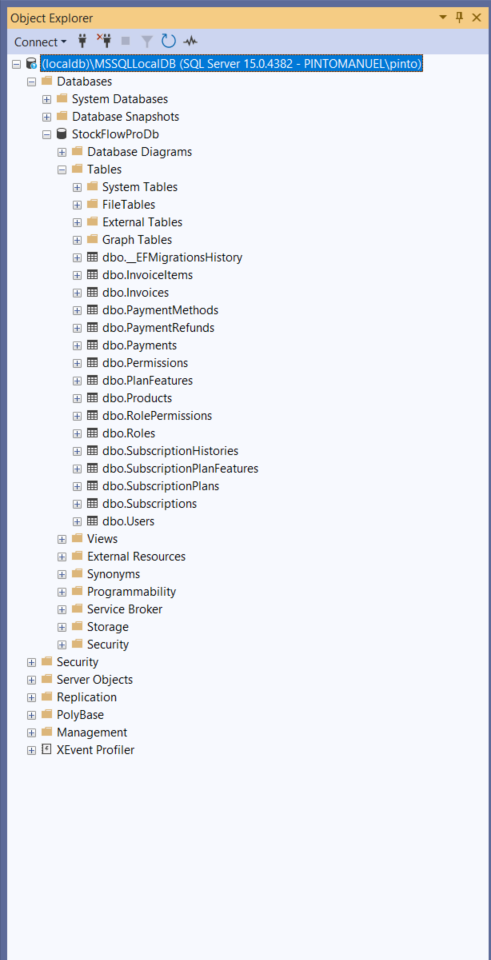 Object Explorer
Connect
(localdb)\MSSQLLocalDB (SQL Server 15.0.4382 - PINTOMANUEL\pinto)
Databases
System Databases
Database Snapshots
StockFlowProDb
Database Diagrams
Tables
System Tables
FileTables
External Tables
Graph Tables
dbo.__EFMigrationsHistory
dbo.InvoiceItems
dbo.Invoices
dbo.PaymentMethods
dbo.PaymentRefunds
dbo.Payments
dbo.Permissions
dbo.PlanFeatures
dbo.Products
dbo.RolePermissions
dbo.Roles
dbo.SubscriptionHistories
dbo.SubscriptionPlanFeatures
dbo.SubscriptionPlans
dbo.Subscriptions
dbo.Users
Views
External Resources
Synonyms
Programmability
Service Broker
Storage
Security
Security
Server Objects
Replication
PolyBase
Management
XEvent Profiler